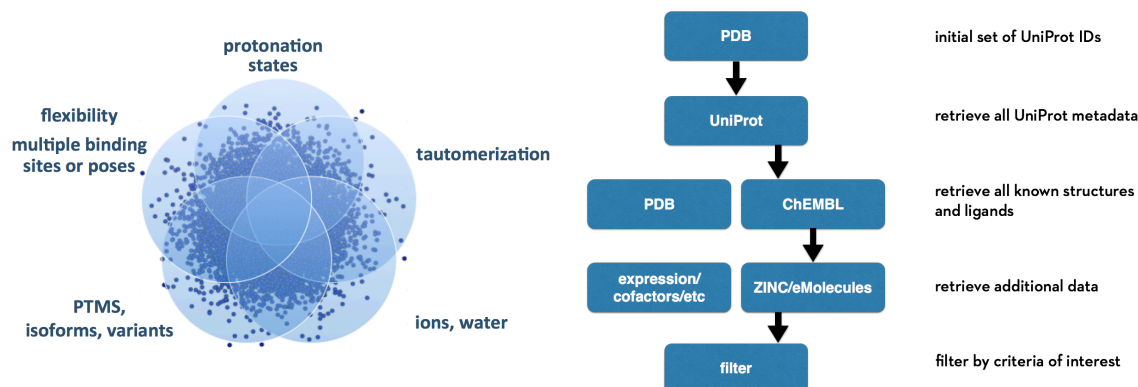 protonation
states
flexibility
multiple binding
sites or poses
tautomerization
PTMS,
isoforms, variants
ions, water
PDB
initial set of UniProt IDs
UniProt
retrieve all UniProt metadata
PDB
ChEMBL
retrieve all known structures
and ligands
expression/
cofactors/etc
ZINC/eMolecules
retrieve additional data
filter
filter by criteria of interest